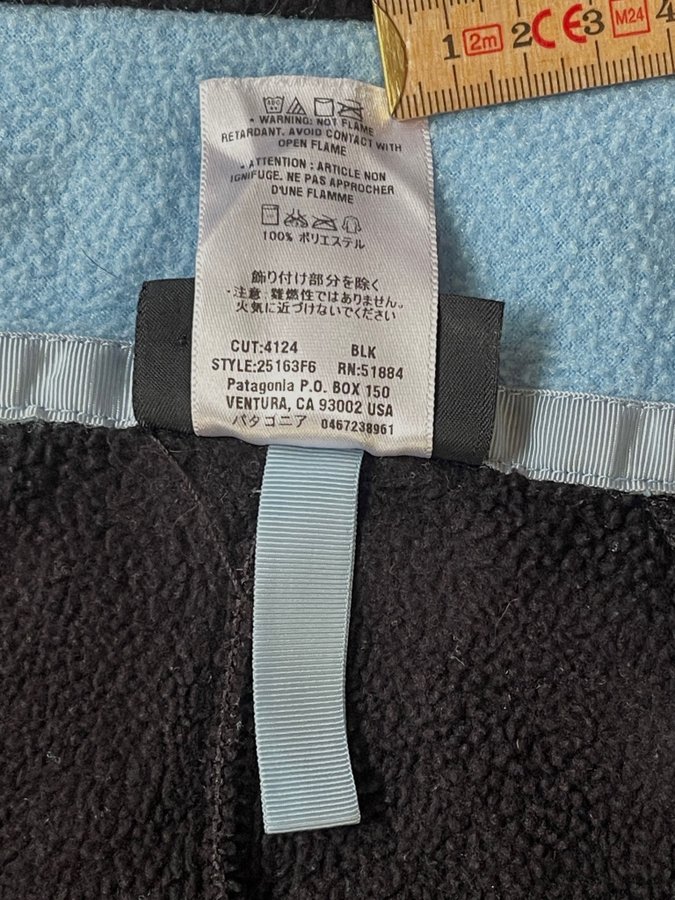 1 2m 2 CE 3 M24 4
• WARNING: NOT FLAME
RETARDANT. AVOID CONTACT WITH
OPEN FLAME
• ATTENTION : ARTICLE NON
IGNIFUGE. NE PAS APPROCHER
D'UNE FLAMME
100% ポリエステル
飾り付け部分を除く
・注意：難燃性ではありません。
火気に近づけないでください
CUT:4124 BLK
STYLE:25163F6 RN:51884
Patagonia P.O. BOX 150
VENTURA, CA 93002 USA
パタゴニア 0467238961